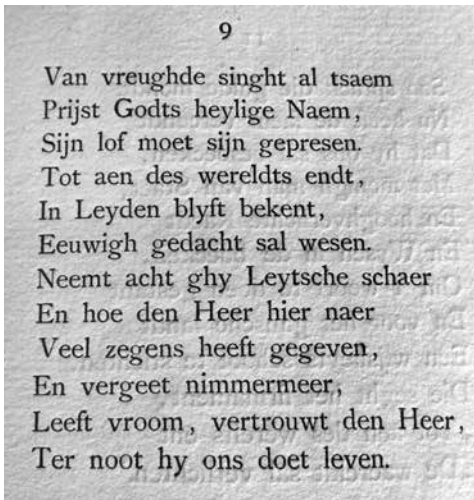 9
Van vreughde singht al tsaem
Prijst Godts heylige Naem,
Sijn lof moet sijn gepresen.
Tot aen des wereldts endt,
In Leyden blyft bekent,
Eeuwigh gedacht sal wesen.
Neemt acht ghy Leytsche schaer
En hoe den Heer hier naer
Veel zegens heeft gegeven,
En vergeet nimmermeer,
Leeft vroom, vertrouwt den Heer,
Ter noot hy ons doet leven.